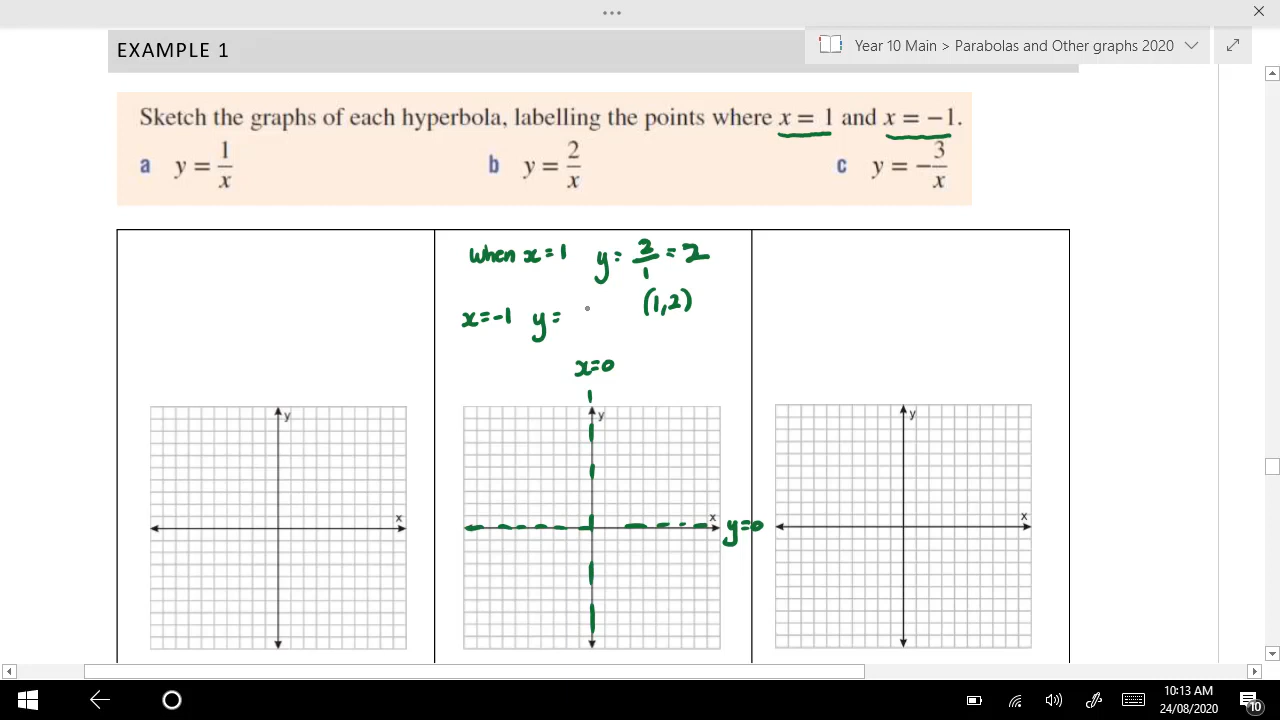 EXAMPLE 1
Year 10 Main > Parabolas and Other graphs 2020
Sketch the graphs of each hyperbola, labelling the points where x = 1 and x = −1.
a y = 1/x b y = 2/x c y = −3/x
when x=1 y= 2/1 = 2
(1,2)
x=-1 y=
x=0
y y y
x x y=0 x
10:13 AM
24/08/2020
10